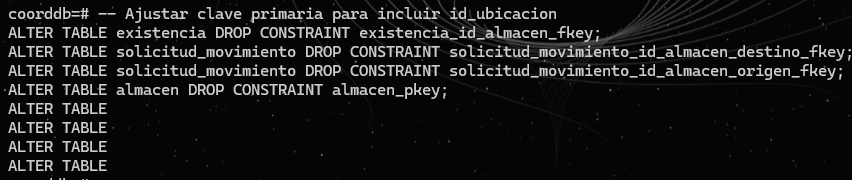 coorddb=# -- Ajustar clave primaria para incluir id_ubicacion
ALTER TABLE existencia DROP CONSTRAINT existencia_id_almacen_fkey;
ALTER TABLE solicitud_movimiento DROP CONSTRAINT solicitud_movimiento_id_almacen_destino_fkey;
ALTER TABLE solicitud_movimiento DROP CONSTRAINT solicitud_movimiento_id_almacen_origen_fkey;
ALTER TABLE almacen DROP CONSTRAINT almacen_pkey;
ALTER TABLE
ALTER TABLE
ALTER TABLE
ALTER TABLE